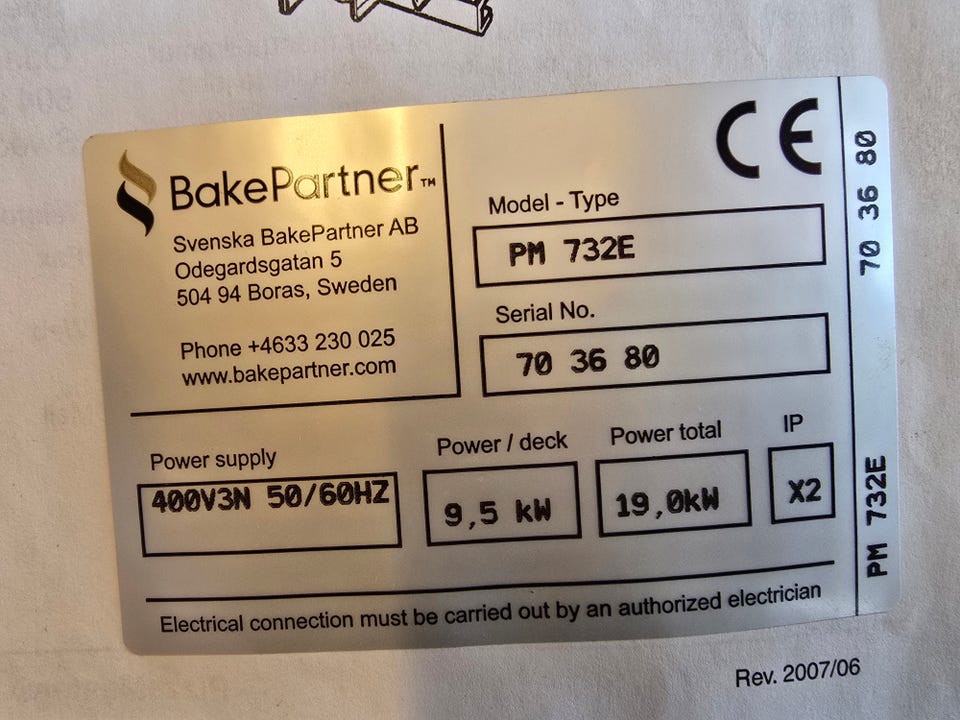 BakePartner™
Svenska BakePartner AB
Odegardsgatan 5
504 94 Boras, Sweden
Phone +4633 230 025
www.bakepartner.com
CE
Model - Type
PM 732E
Serial No.
70 36 80
Power supply
400V3N 50/60HZ
Power / deck
9,5 kW
Power total
19,0kW
IP
X2
Electrical connection must be carried out by an authorized electrician
70 36 80
PM 732E
Rev. 2007/06